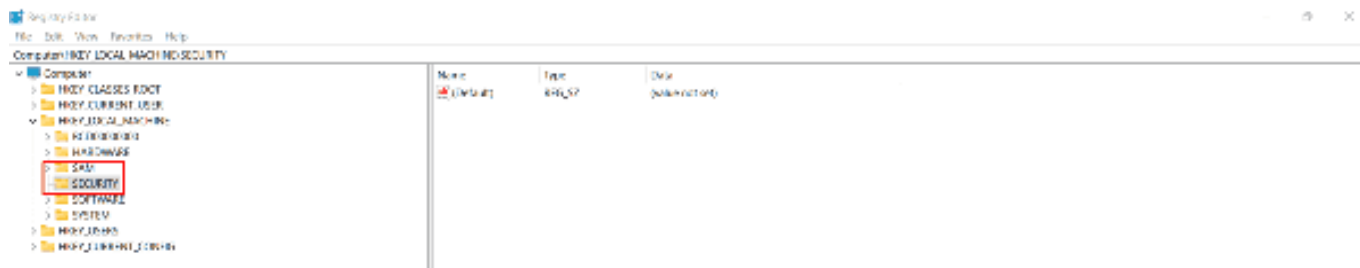 Registry Editor
File Edit View Favorites Help
Computer\HKEY_LOCAL_MACHINE\SECURITY
Computer
HKEY_CLASSES_ROOT
HKEY_CURRENT_USER
HKEY_LOCAL_MACHINE
BCD00000000
HARDWARE
SAM
SECURITY
SOFTWARE
SYSTEM
HKEY_USERS
HKEY_CURRENT_CONFIG
Name Type Data
(Default) REG_SZ (value not set)